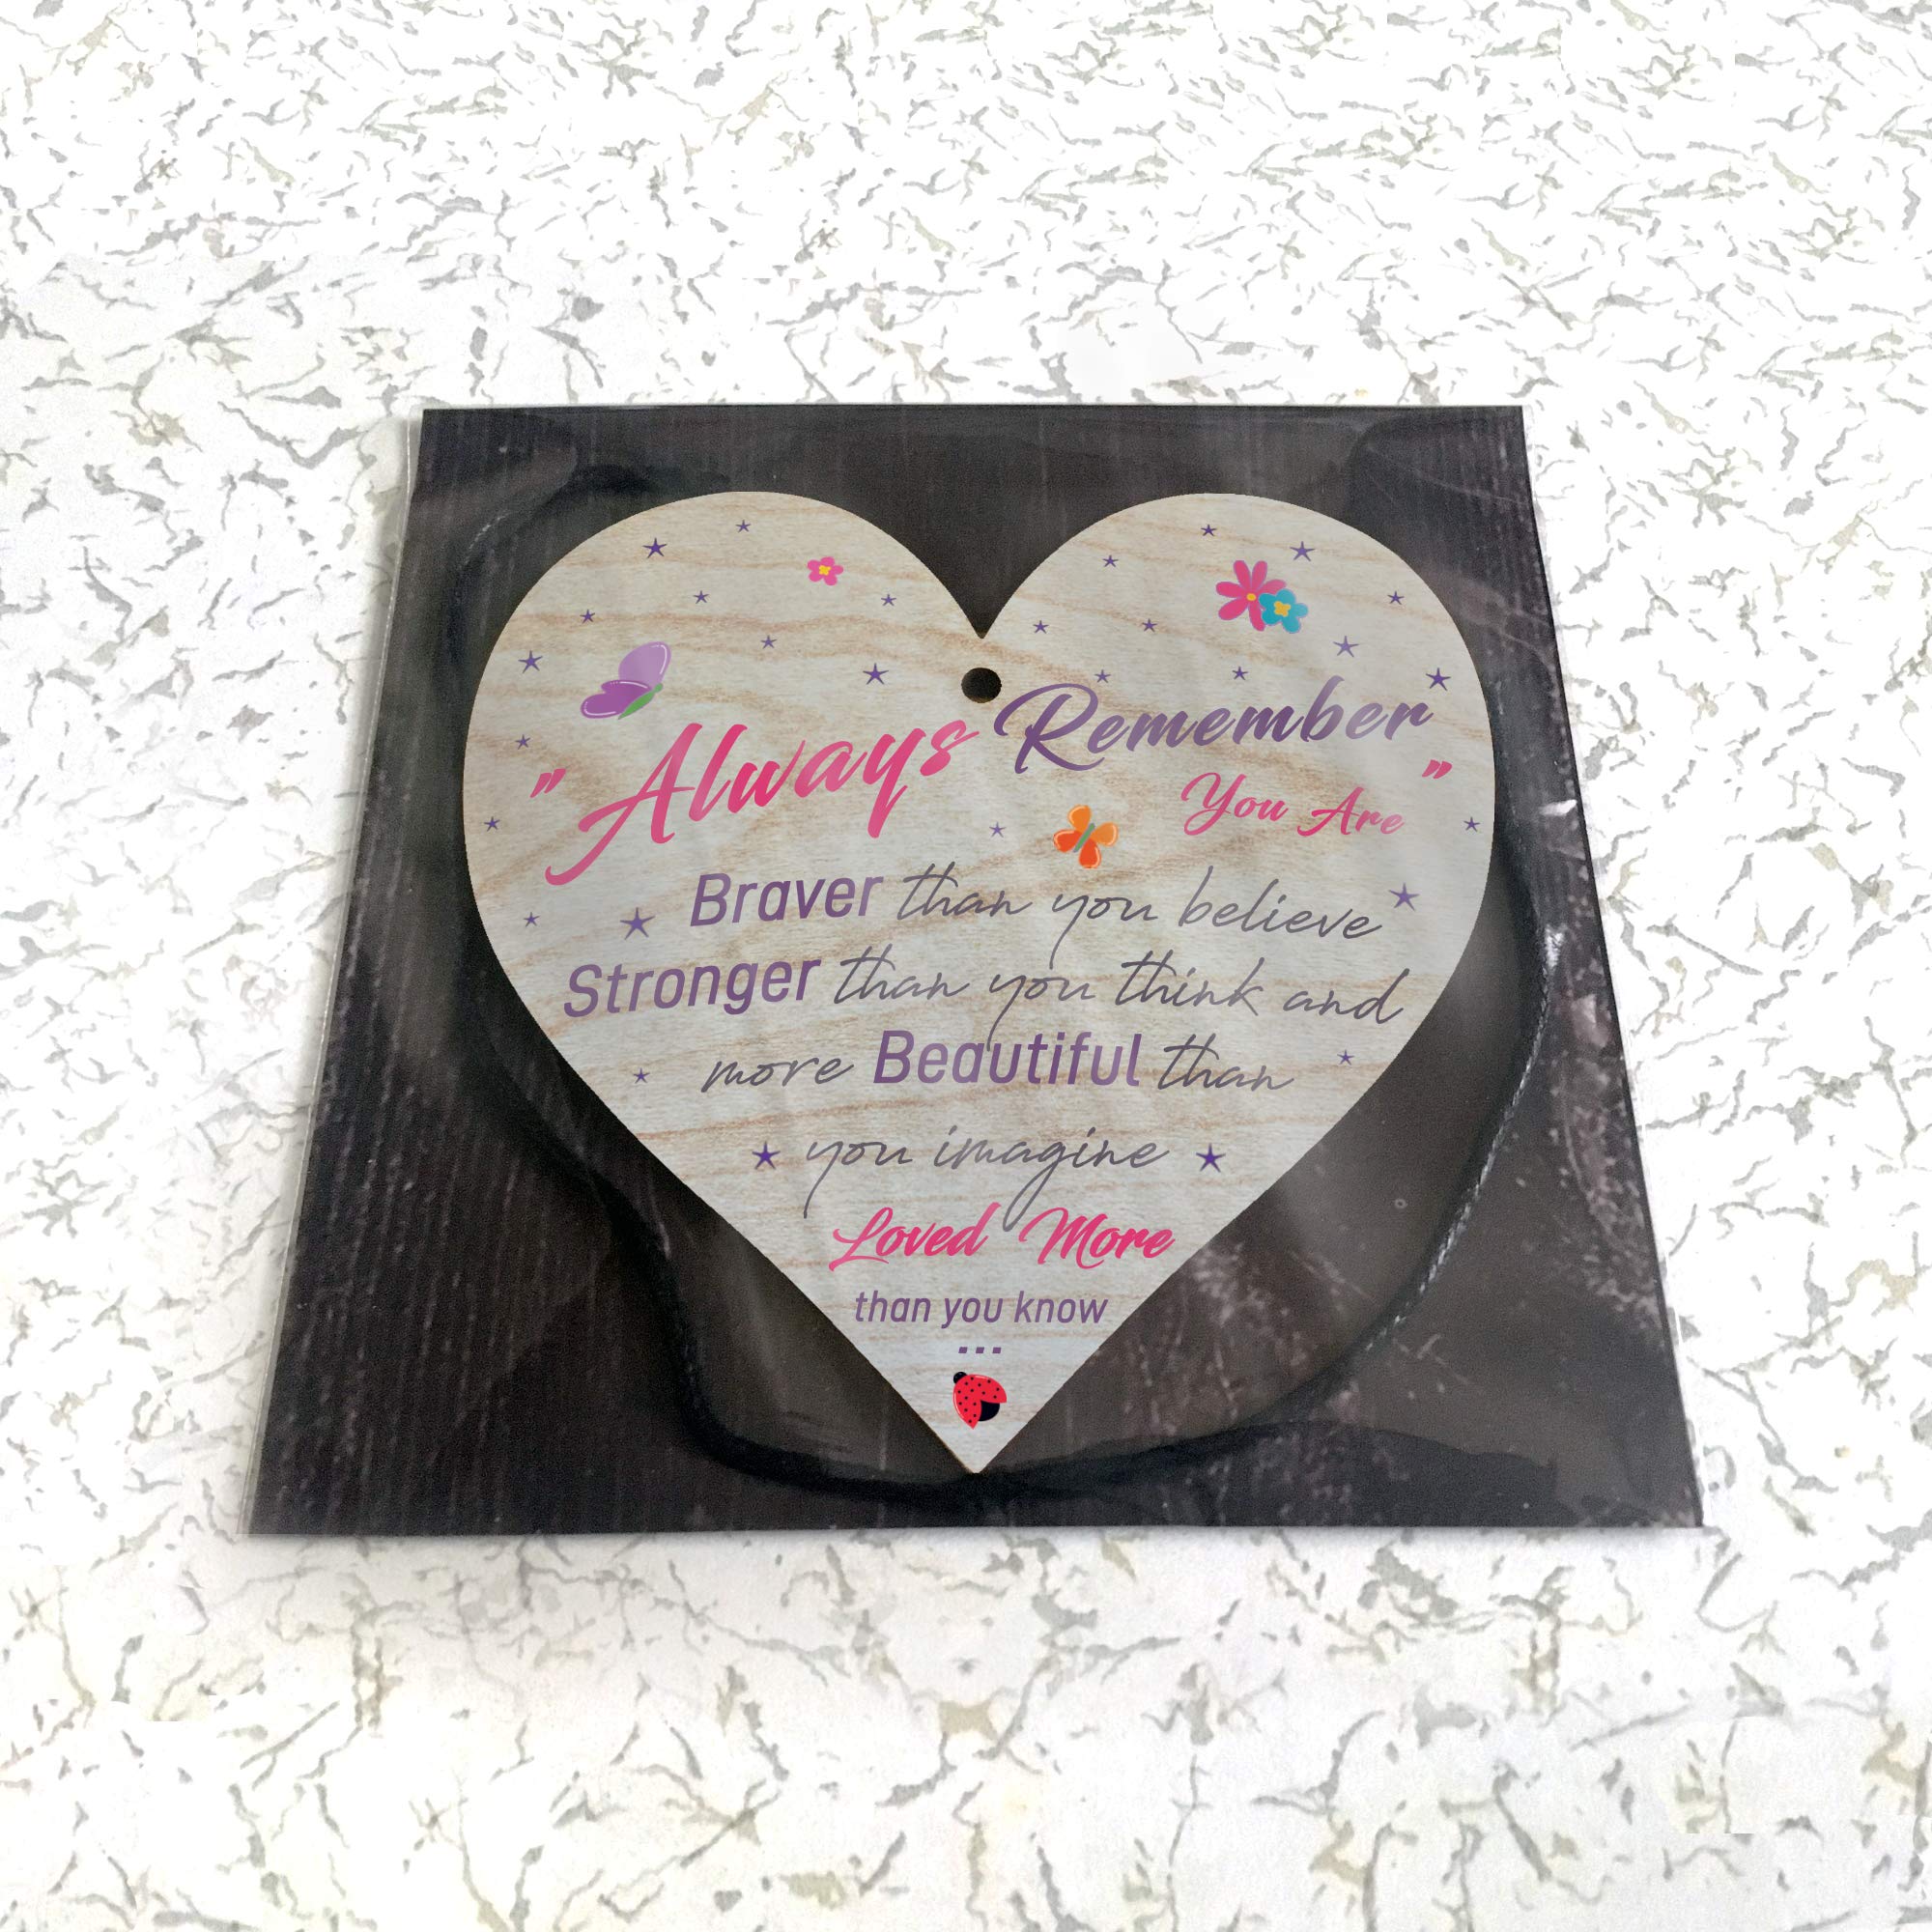 " Always Remember
You Are "
Braver than you believe
Stronger than you think and
more Beautiful than
you imagine
Loved More
than you know
...